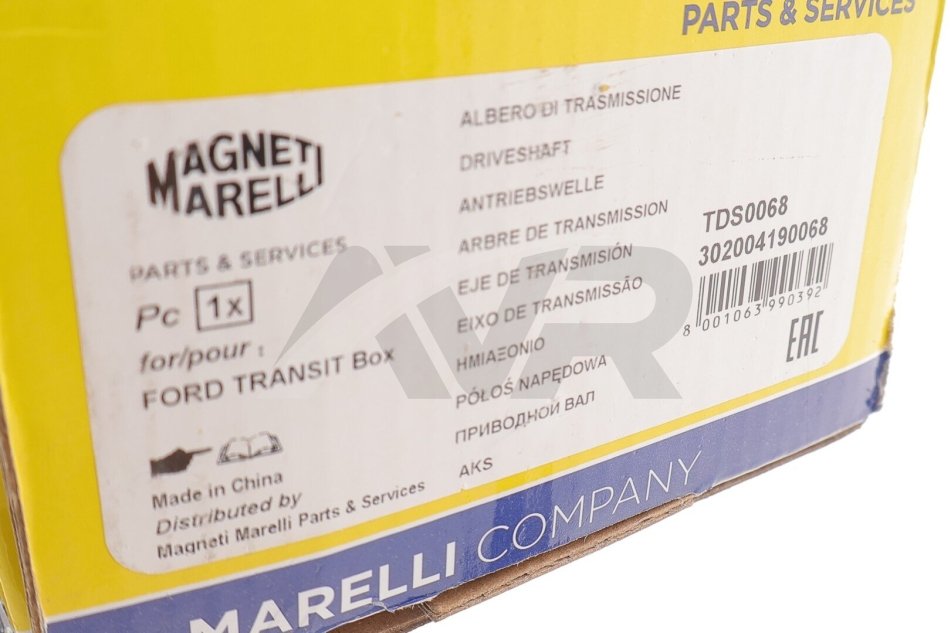 PARTS & SERVICES
MAGNETI
MARELLI
PARTS & SERVICES
Pc 1x
for/pour :
FORD TRANSIT Box
Made in China
Distributed by
Magneti Marelli Parts & Services
ALBERO DI TRASMISSIONE
DRIVESHAFT
ANTRIEBSWELLE
ARBRE DE TRANSMISSION
EJE DE TRANSMISIÓN
EIXO DE TRANSMISSÃO
ΗΜΙΑΞΟΝΙΟ
PÓŁOŚ NAPĘDOWA
ПРИВОДНОЙ ВАЛ
AKS
TDS0068
302004190068
8 001063 990392
EAC
AVR
MARELLI COMPANY